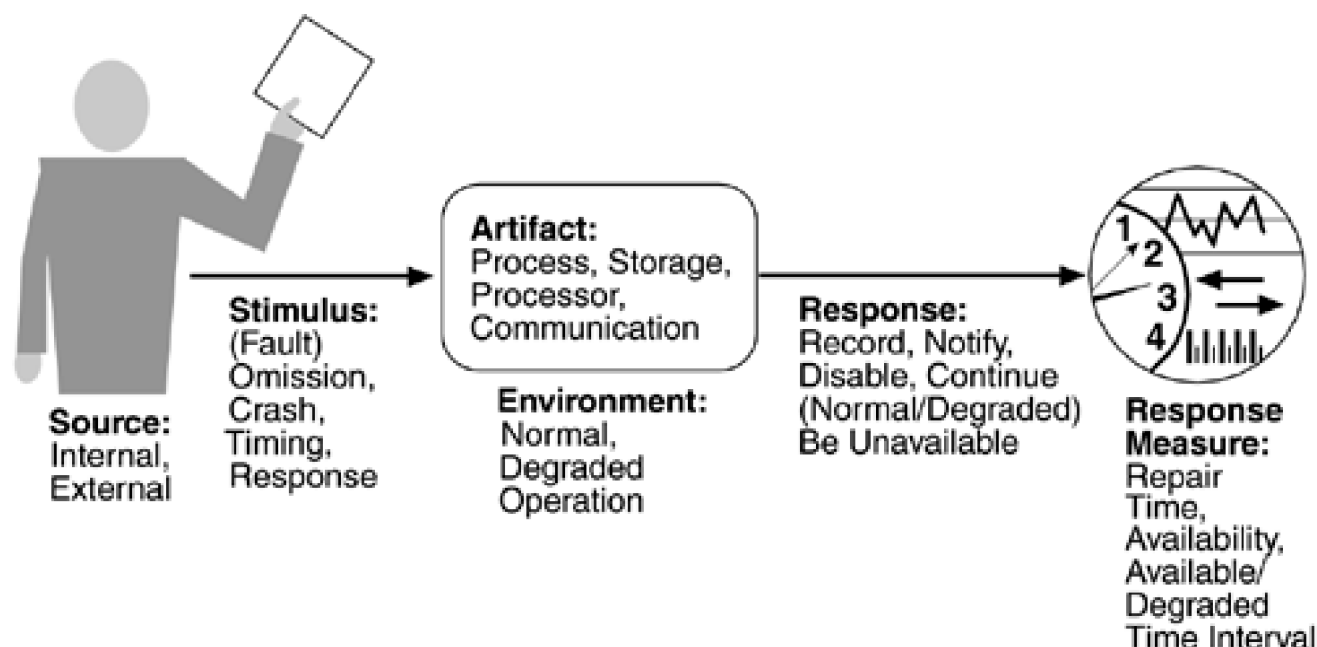 Source:
Internal,
External
Stimulus:
(Fault)
Omission,
Crash,
Timing,
Response
Artifact:
Process, Storage,
Processor,
Communication
Environment:
Normal,
Degraded
Operation
Response:
Record, Notify,
Disable, Continue
(Normal/Degraded)
Be Unavailable
1
2
3
4
Response
Measure:
Repair
Time,
Availability,
Available/
Degraded
Time Interval